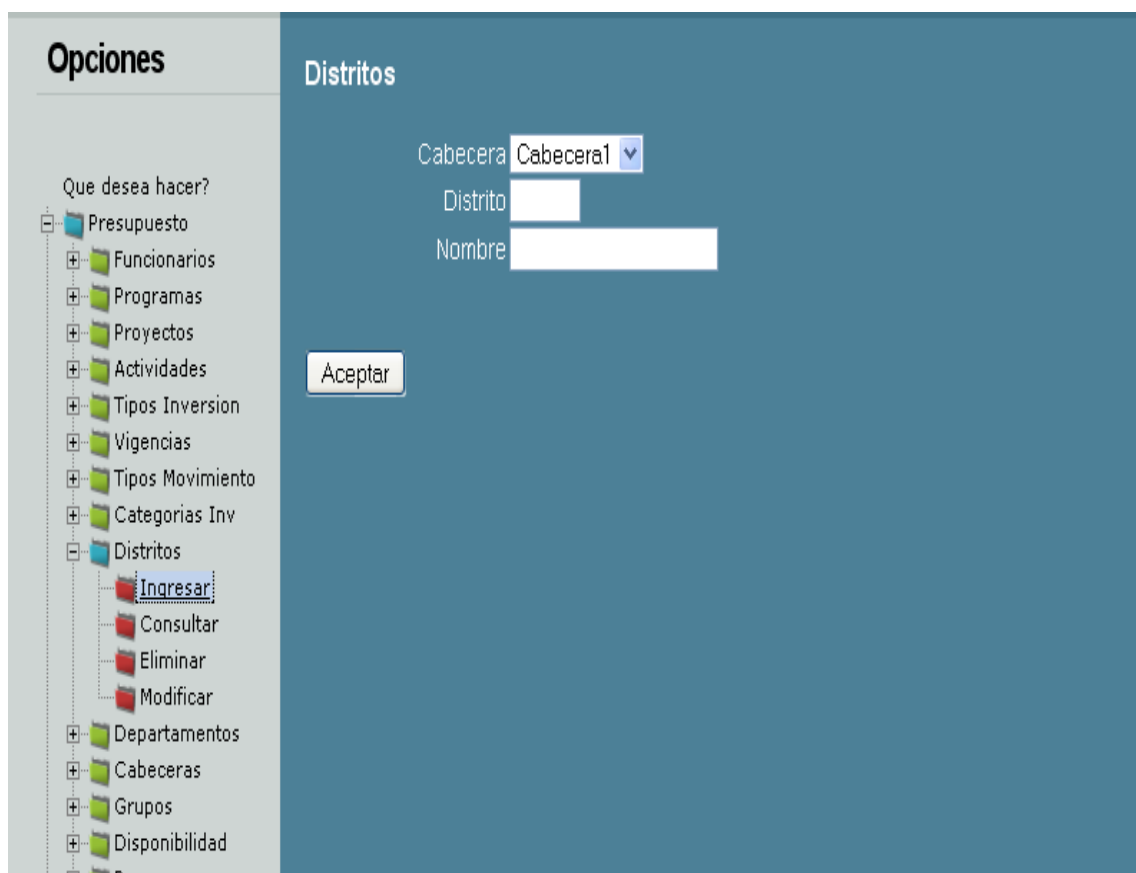 Opciones
Que desea hacer?
Presupuesto
Funcionarios
Programas
Proyectos
Actividades
Tipos Inversion
Vigencias
Tipos Movimiento
Categorias Inv
Distritos
Ingresar
Consultar
Eliminar
Modificar
Departamentos
Cabeceras
Grupos
Disponibilidad
Distritos
Cabecera Cabecera1
Distrito
Nombre
Aceptar